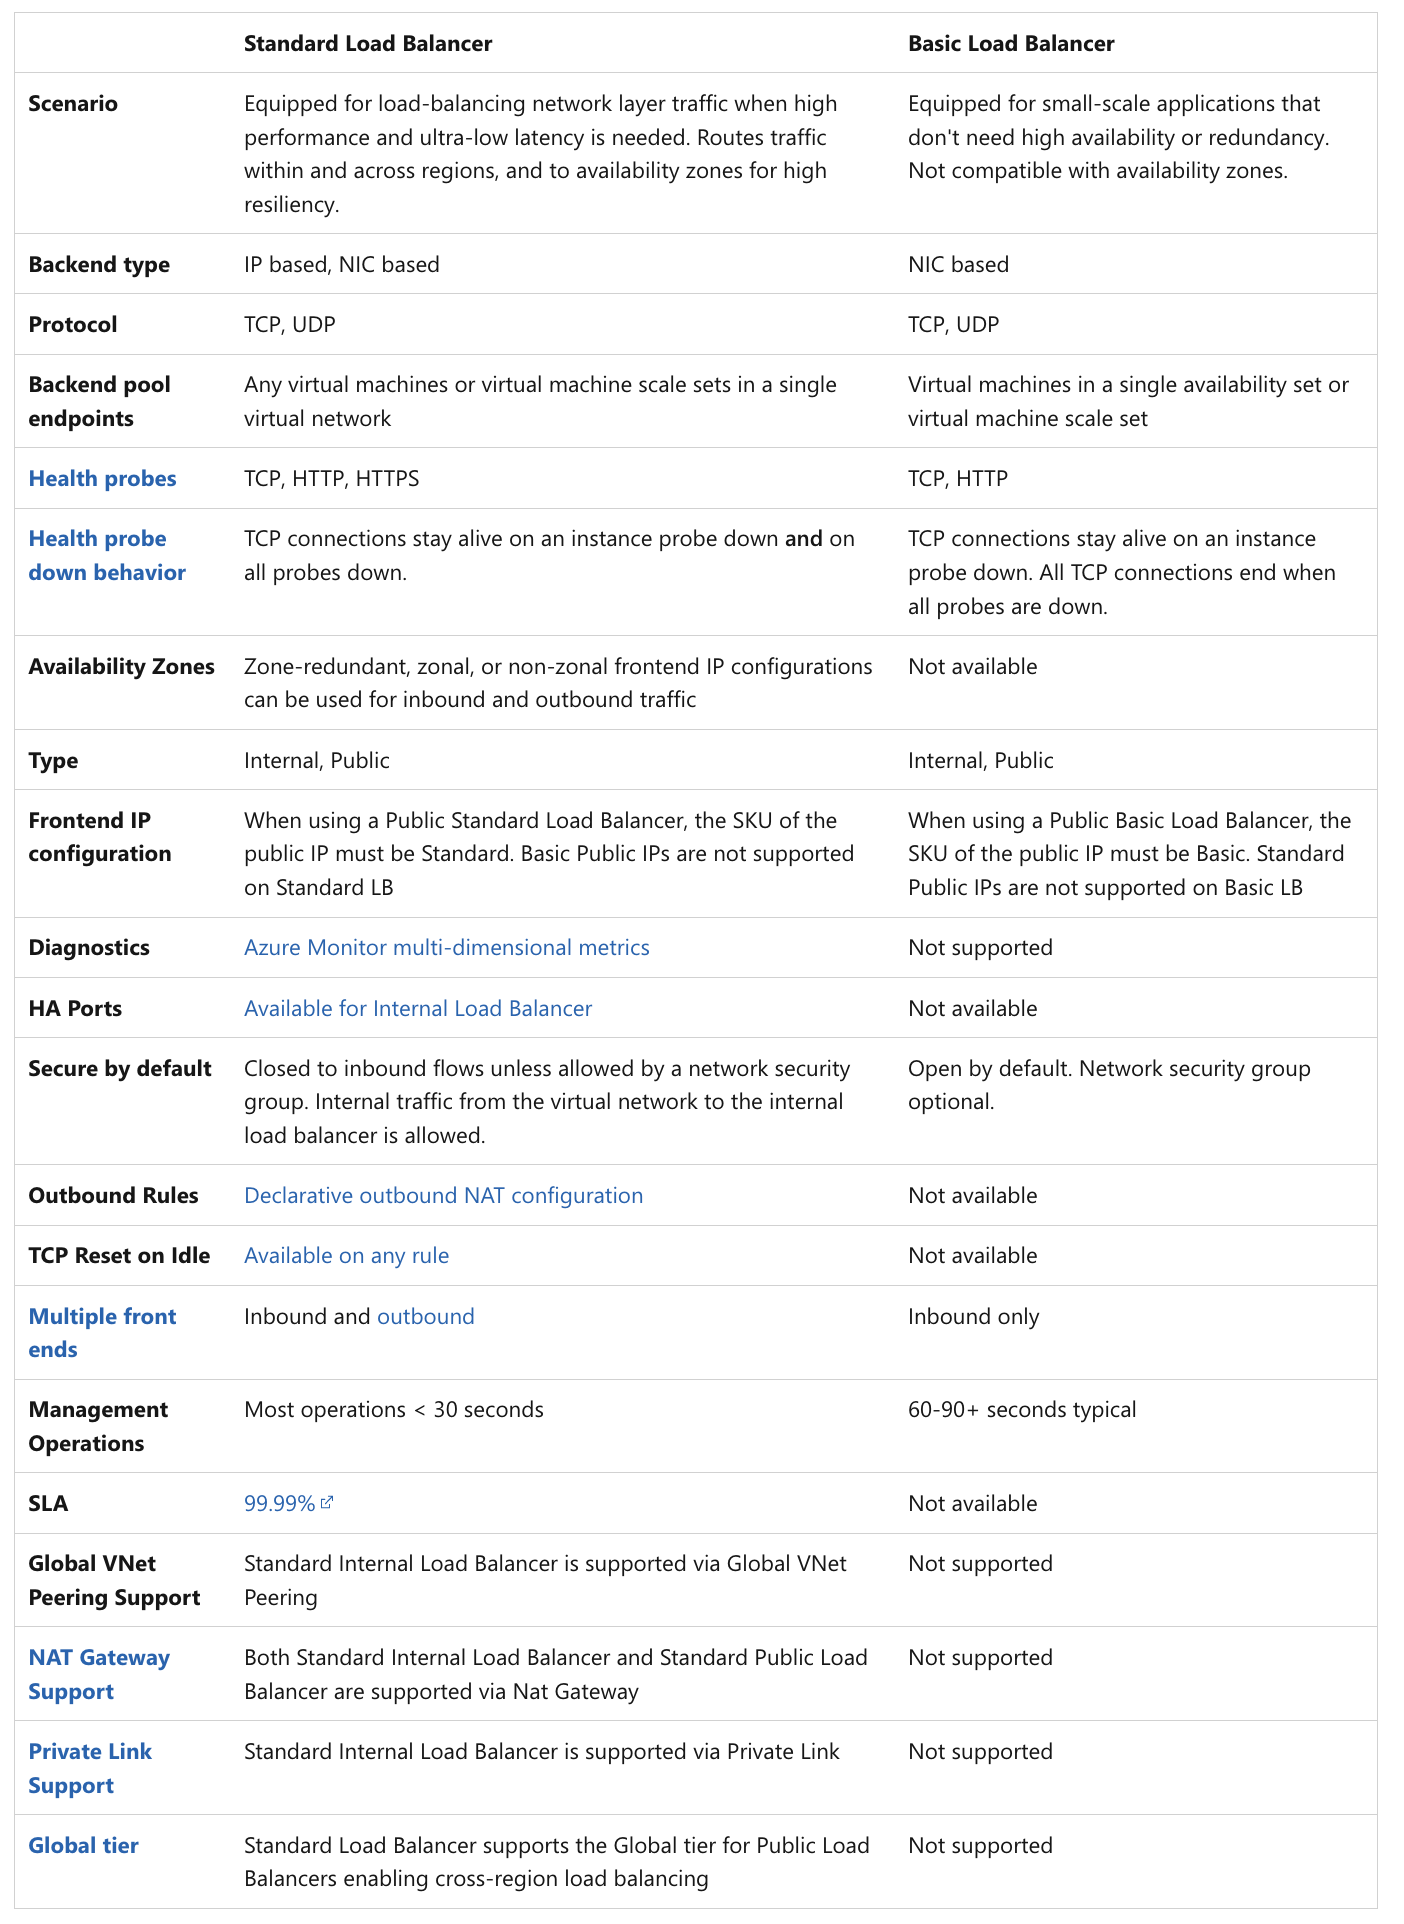 Standard Load Balancer Basic Load Balancer
Scenario
Equipped for load-balancing network layer traffic when high
performance and ultra-low latency is needed. Routes traffic
within and across regions, and to availability zones for high
resiliency.
Equipped for small-scale applications that
don't need high availability or redundancy.
Not compatible with availability zones.
Backend type
IP based, NIC based
NIC based
Protocol
TCP, UDP
TCP, UDP
Backend pool
endpoints
Any virtual machines or virtual machine scale sets in a single
virtual network
Virtual machines in a single availability set or
virtual machine scale set
Health probes
TCP, HTTP, HTTPS
TCP, HTTP
Health probe
down behavior
TCP connections stay alive on an instance probe down and on
all probes down.
TCP connections stay alive on an instance
probe down. All TCP connections end when
all probes are down.
Availability Zones
Zone-redundant, zonal, or non-zonal frontend IP configurations
can be used for inbound and outbound traffic
Not available
Type
Internal, Public
Internal, Public
Frontend IP
configuration
When using a Public Standard Load Balancer, the SKU of the
public IP must be Standard. Basic Public IPs are not supported
on Standard LB
When using a Public Basic Load Balancer, the
SKU of the public IP must be Basic. Standard
Public IPs are not supported on Basic LB
Diagnostics
Azure Monitor multi-dimensional metrics
Not supported
HA Ports
Available for Internal Load Balancer
Not available
Secure by default
Closed to inbound flows unless allowed by a network security
group. Internal traffic from the virtual network to the internal
load balancer is allowed.
Open by default. Network security group
optional.
Outbound Rules
Declarative outbound NAT configuration
Not available
TCP Reset on Idle
Available on any rule
Not available
Multiple front
ends
Inbound and outbound
Inbound only
Management
Operations
Most operations < 30 seconds
60-90+ seconds typical
SLA
99.99%
Not available
Global VNet
Peering Support
Standard Internal Load Balancer is supported via Global VNet
Peering
Not supported
NAT Gateway
Support
Both Standard Internal Load Balancer and Standard Public Load
Balancer are supported via Nat Gateway
Not supported
Private Link
Support
Standard Internal Load Balancer is supported via Private Link
Not supported
Global tier
Standard Load Balancer supports the Global tier for Public Load
Balancers enabling cross-region load balancing
Not supported